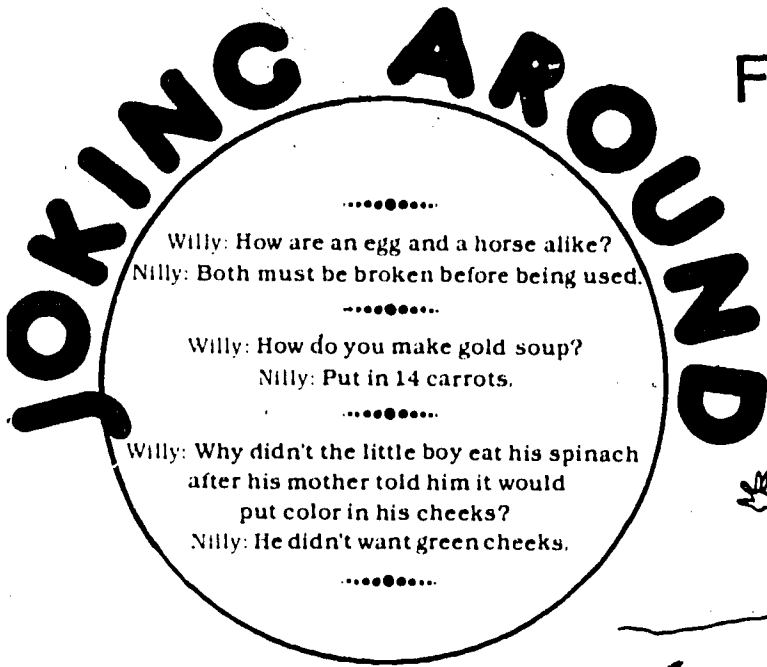 JOKING AROUND
F
Willy: How are an egg and a horse alike?
Nilly: Both must be broken before being used.
Willy: How do you make gold soup?
Nilly: Put in 14 carrots.
Willy: Why didn't the little boy eat his spinach
after his mother told him it would
put color in his cheeks?
Nilly: He didn't want green cheeks.